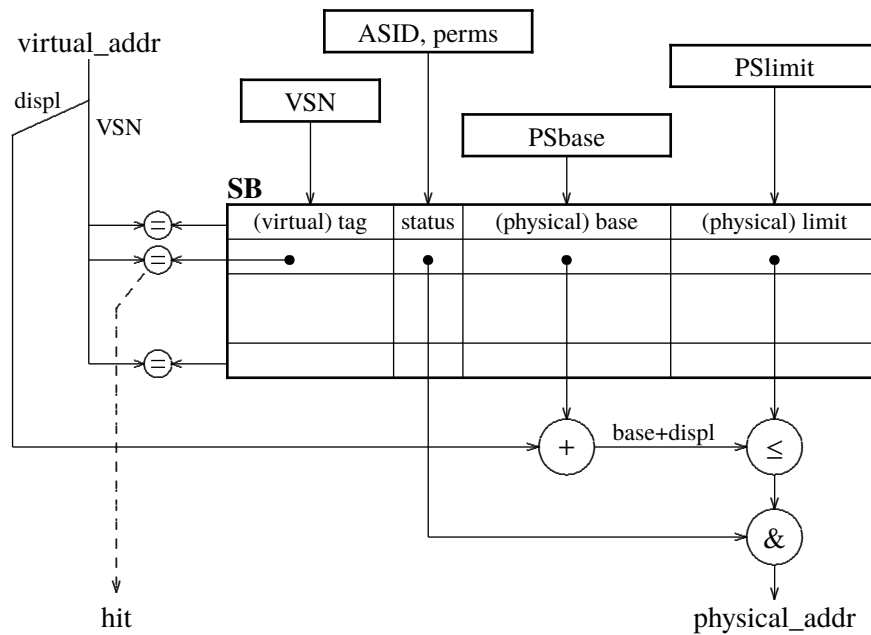 virtual_addr
ASID, perms
PSlimit
displ
VSN
VSN
PSbase
SB
(virtual) tag
status
(physical) base
(physical) limit
=
=
=
+
base+displ
≤
&
hit
physical_addr